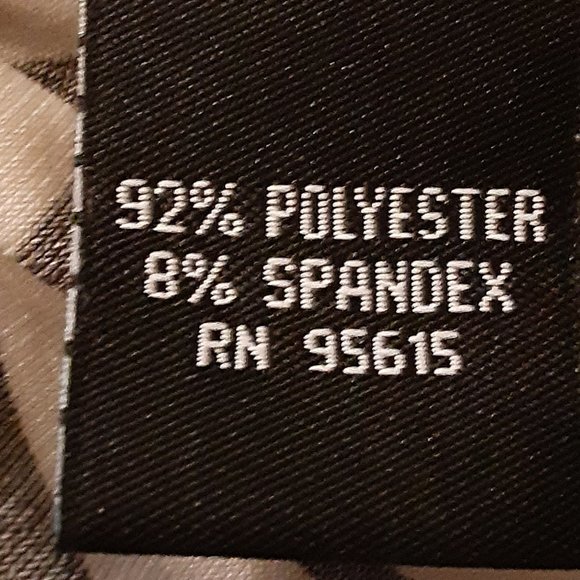 92% POLYESTER
8% SPANDEX
RN 95615